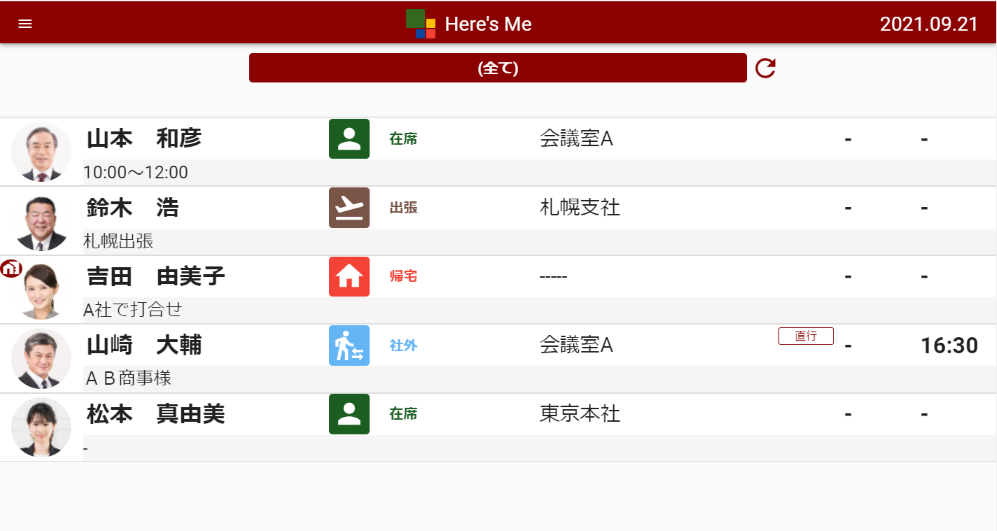 Here's Me 2021.09.21
(全て)
山本　和彦 在席 会議室A - -
10:00～12:00
鈴木　浩 出張 札幌支社 - -
札幌出張
吉田　由美子 帰宅 ----- - -
A社で打合せ
山崎　大輔 社外 会議室A 直行 - 16:30
ＡＢ商事様
松本　真由美 在席 東京本社 - -
-